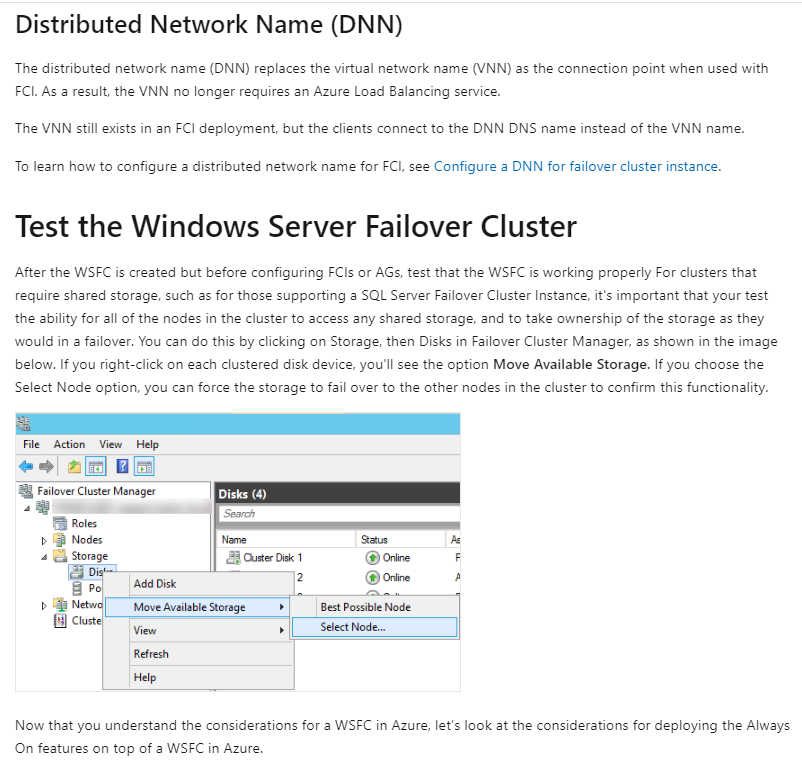 Distributed Network Name (DNN)
The distributed network name (DNN) replaces the virtual network name (VNN) as the connection point when used with
FCI. As a result, the VNN no longer requires an Azure Load Balancing service.
The VNN still exists in an FCI deployment, but the clients connect to the DNN DNS name instead of the VNN name.
To learn how to configure a distributed network name for FCI, see Configure a DNN for failover cluster instance.
Test the Windows Server Failover Cluster
After the WSFC is created but before configuring FCIs or AGs, test that the WSFC is working properly For clusters that
require shared storage, such as for those supporting a SQL Server Failover Cluster Instance, it's important that your test
the ability for all of the nodes in the cluster to access any shared storage, and to take ownership of the storage as they
would in a failover. You can do this by clicking on Storage, then Disks in Failover Cluster Manager, as shown in the image
below. If you right-click on each clustered disk device, you'll see the option Move Available Storage. If you choose the
Select Node option, you can force the storage to fail over to the other nodes in the cluster to confirm this functionality.
File Action View Help
Failover Cluster Manager
Roles
Nodes
Storage
Disks (4)
Search
Name Status
Cluster Disk 1 Online
2 Online
Add Disk
Move Available Storage
View
Refresh
Help
Best Possible Node
Select Node...
Now that you understand the considerations for a WSFC in Azure, let's look at the considerations for deploying the Always
On features on top of a WSFC in Azure.